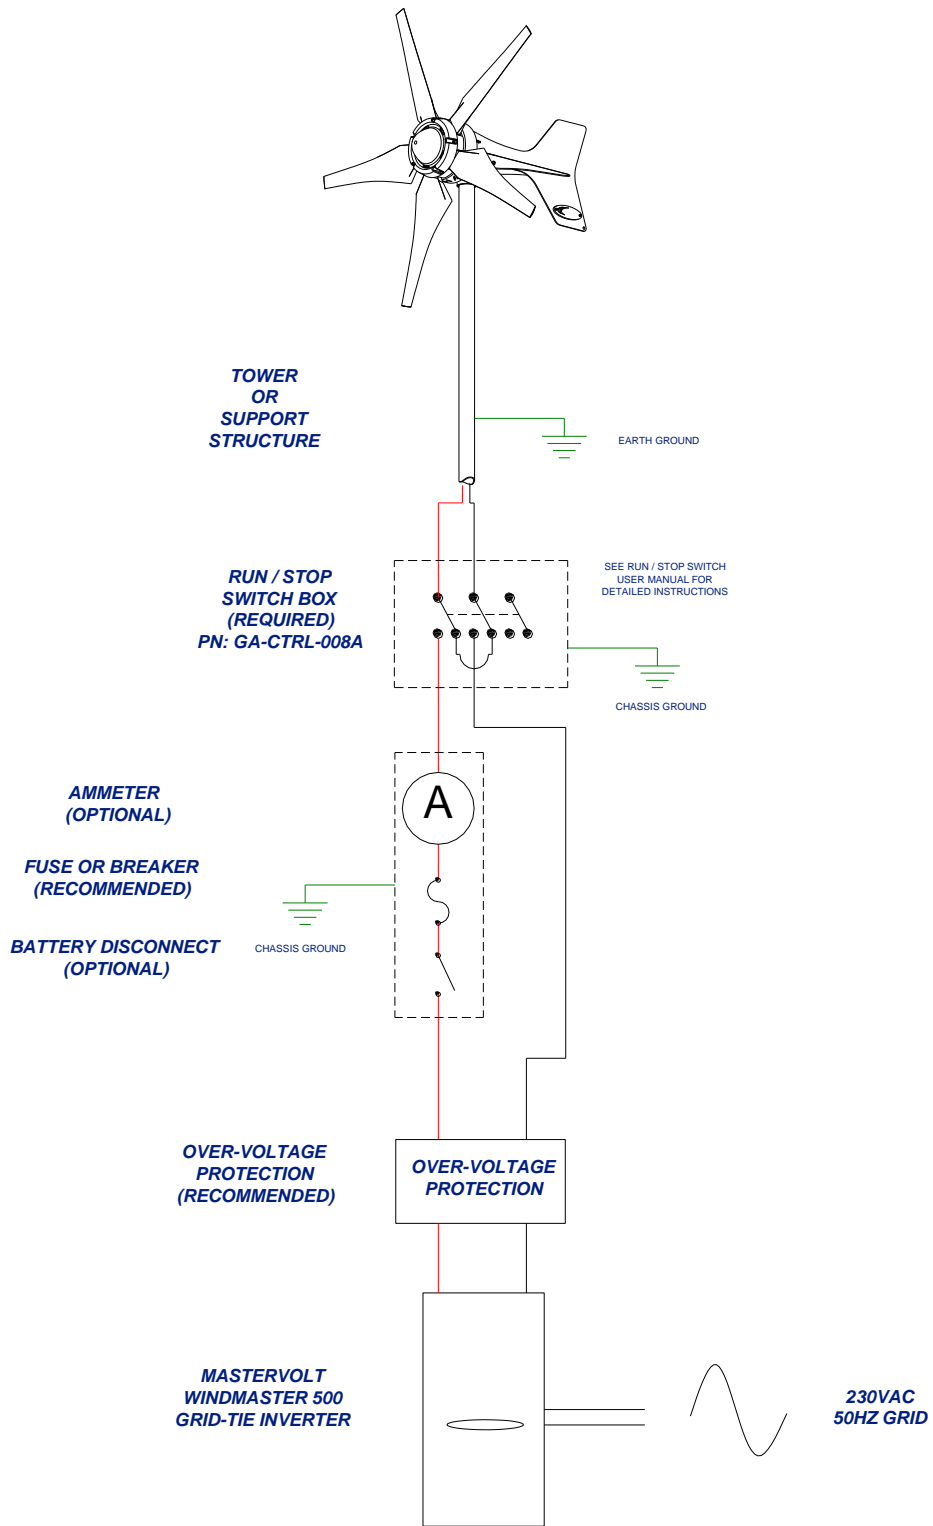 TOWER
OR
SUPPORT
STRUCTURE
EARTH GROUND
RUN / STOP
SWITCH BOX
(REQUIRED)
PN: GA-CTRL-008A
SEE RUN / STOP SWITCH
USER MANUAL FOR
DETAILED INSTRUCTIONS
CHASSIS GROUND
AMMETER
(OPTIONAL)
A
FUSE OR BREAKER
(RECOMMENDED)
BATTERY DISCONNECT
(OPTIONAL)
CHASSIS GROUND
OVER-VOLTAGE
PROTECTION
(RECOMMENDED)
OVER-VOLTAGE
PROTECTION
MASTERVOLT
WINDMASTER 500
GRID-TIE INVERTER
230VAC
50HZ GRID